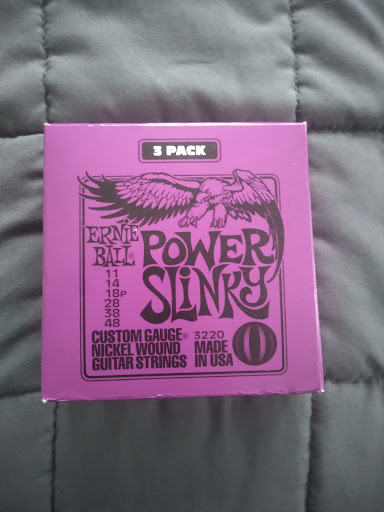 3 PACK
ERNIE BALL®
POWER SLINKY
11
14
18P
28
38
48
CUSTOM GAUGE®
NICKEL WOUND
GUITAR STRINGS
3220
MADE
IN USA